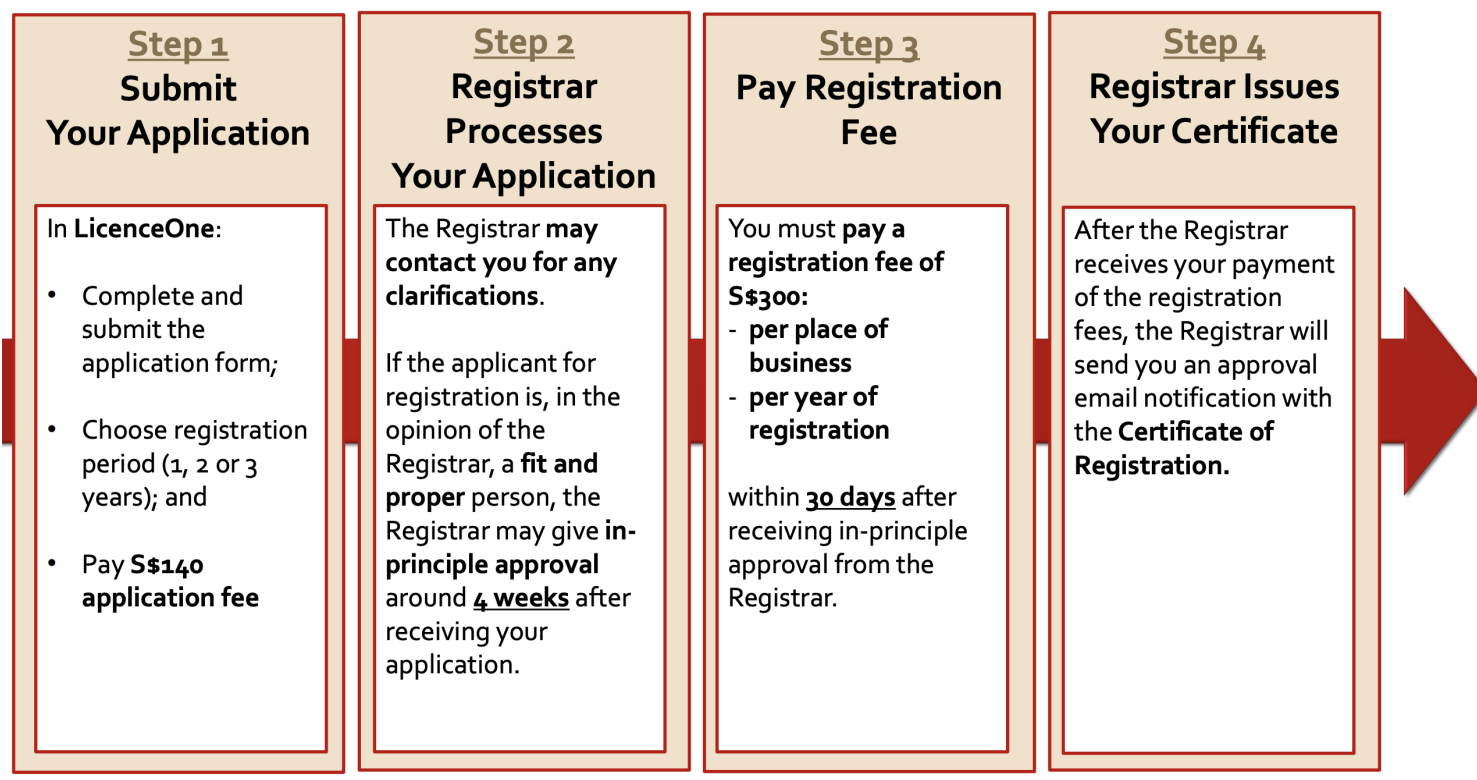 Step 1
Submit
Your Application
In LicenceOne:
• Complete and
submit the
application form;
• Choose registration
period (1, 2 or 3
years); and
• Pay S$140
application fee
Step 2
Registrar
Processes
Your Application
The Registrar may
contact you for any
clarifications.
If the applicant for
registration is, in the
opinion of the
Registrar, a fit and
proper person, the
Registrar may give in-
principle approval
around 4 weeks after
receiving your
application.
Step 3
Pay Registration
Fee
You must pay a
registration fee of
S$300:
- per place of
business
- per year of
registration
within 30 days after
receiving in-principle
approval from the
Registrar.
Step 4
Registrar Issues
Your Certificate
After the Registrar
receives your payment
of the registration
fees, the Registrar will
send you an approval
email notification with
the Certificate of
Registration.